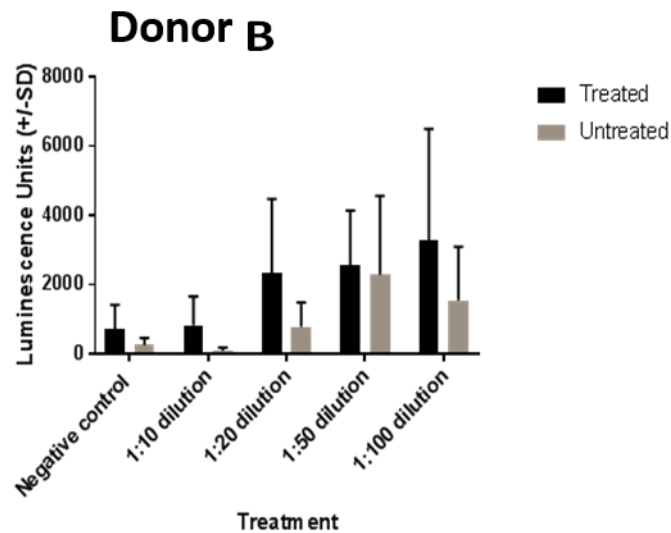 Donor B
Luminescence Units (+/-SD)
8000
6000
4000
2000
0
Treated
Untreated
Negative control
1:10 dilution
1:20 dilution
1:50 dilution
1:100 dilution
Treatment